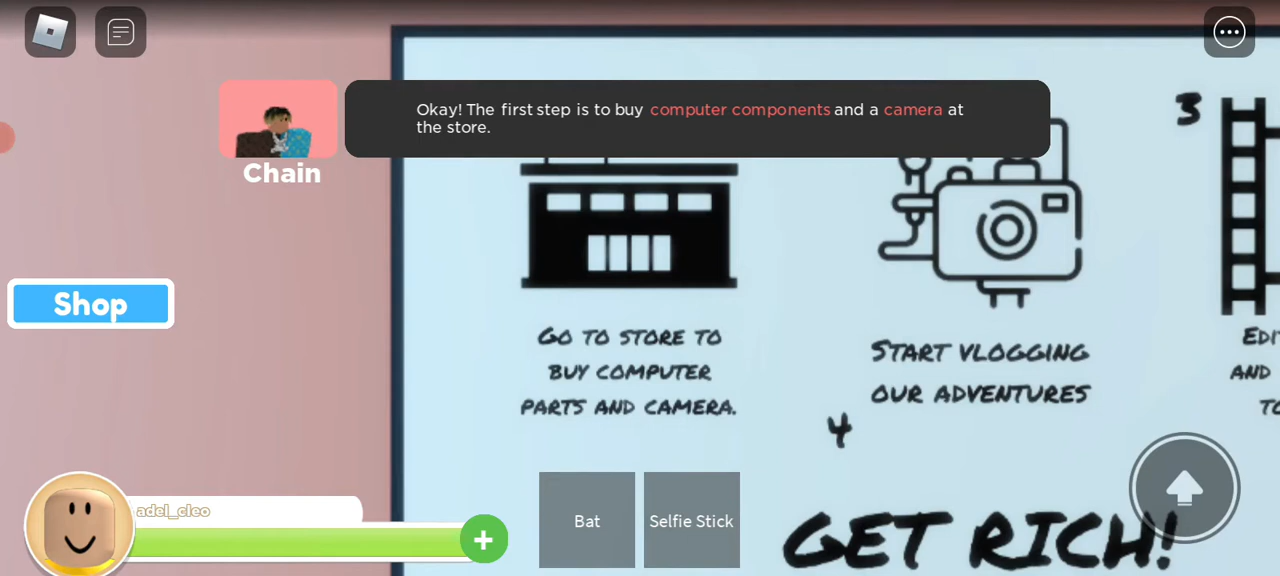 3
Okay! The first step is to buy computer components and a camera at
the store.
Chain
Shop
GO TO STORE TO
BUY COMPUTER
PARTS AND CAMERA.
START VLOGGING
OUR ADVENTURES
AND
4
GET RICH!
adel_cleo
+
Bat
Selfie Stick